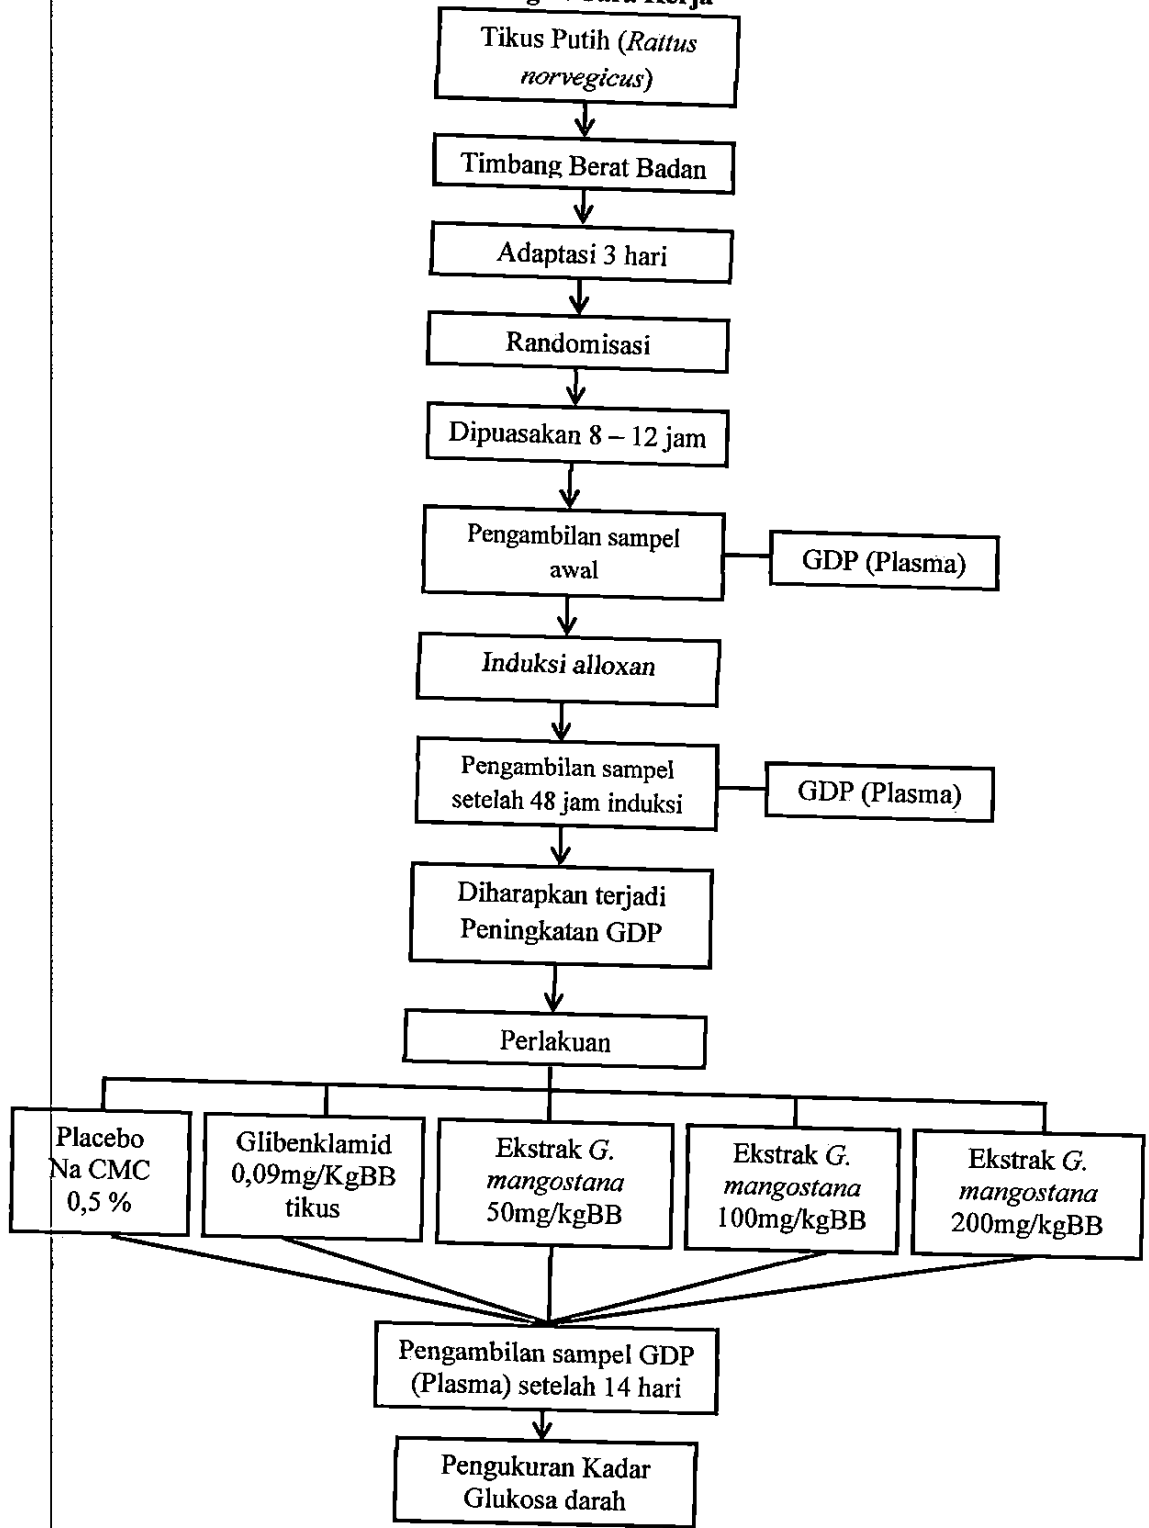 Kerja
Tikus Putih (Rattus
norvegicus)
Timbang Berat Badan
Adaptasi 3 hari
Randomisasi
Dipuasakan 8 – 12 jam
Pengambilan sampel
awal
GDP (Plasma)
Induksi alloxan
Pengambilan sampel
setelah 48 jam induksi
GDP (Plasma)
Diharapkan terjadi
Peningkatan GDP
Perlakuan
Placebo
Na CMC
0,5 %
Glibenklamid
0,09mg/KgBB
tikus
Ekstrak G.
mangostana
50mg/kgBB
Ekstrak G.
mangostana
100mg/kgBB
Ekstrak G.
mangostana
200mg/kgBB
Pengambilan sampel GDP
(Plasma) setelah 14 hari
Pengukuran Kadar
Glukosa darah